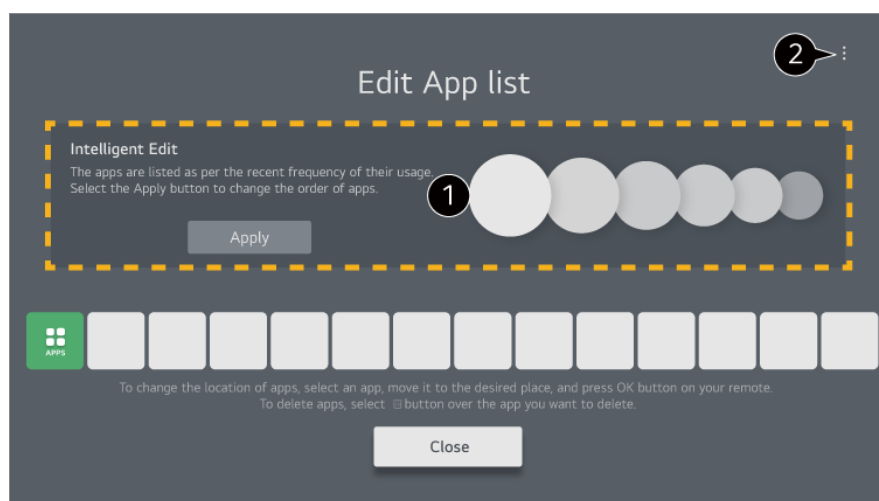 2
Edit App list
Intelligent Edit
The apps are listed as per the recent frequency of their usage.
Select the Apply button to change the order of apps.
1
Apply
APPS
To change the location of apps, select an app, move it to the desired place, and press OK button on your remote.
To delete apps, select button over the app you want to delete.
Close